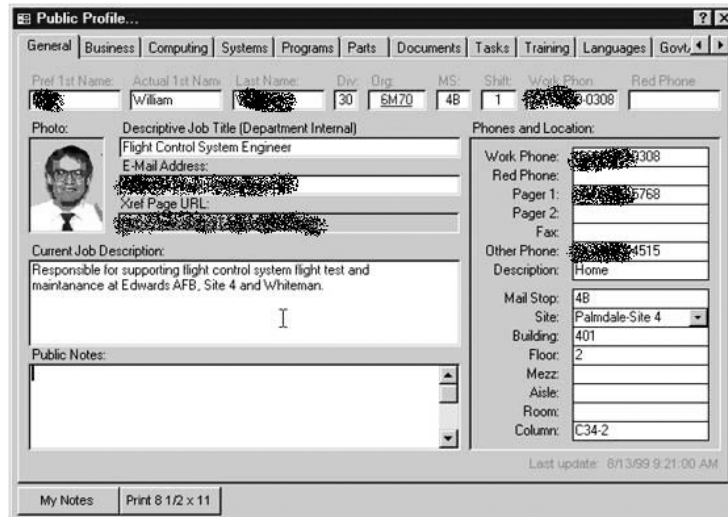 Public Profile...
General Business Computing Systems Programs Parts Documents Tasks Training Languages Govt/
Pref 1st Name: Actual 1st Nam Last Name: Div: Org: MS: Shift: Work Phon Red Phone
William 30 6M70 4B 1 -0308
Photo: Descriptive Job Title (Department Internal)
Flight Control System Engineer
E-Mail Address:
Xref Page URL:
Current Job Description:
Responsible for supporting flight control system flight test and
maintanance at Edwards AFB, Site 4 and Whiteman.
Public Notes:
Phones and Location:
Work Phone: 0308
Red Phone:
Pager 1: 5768
Pager 2:
Fax:
Other Phone: 4515
Description: Home
Mail Stop: 4B
Site: Palmdale-Site 4
Building: 401
Floor: 2
Mezz:
Aisle:
Room:
Column: C34-2
Last update: 8/13/99 9:21:00 AM
My Notes Print 8 1/2 x 11